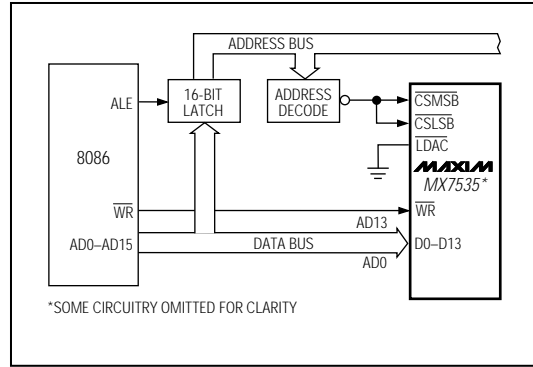 ADDRESS BUS
ALE
16-BIT
LATCH
ADDRESS
DECODE
CSMSB
CSLSB
LDAC
8086
MAXIM
MX7535*
WR
WR
AD13
AD0–AD15
DATA BUS
D0–D13
AD0
*SOME CIRCUITRY OMITTED FOR CLARITY